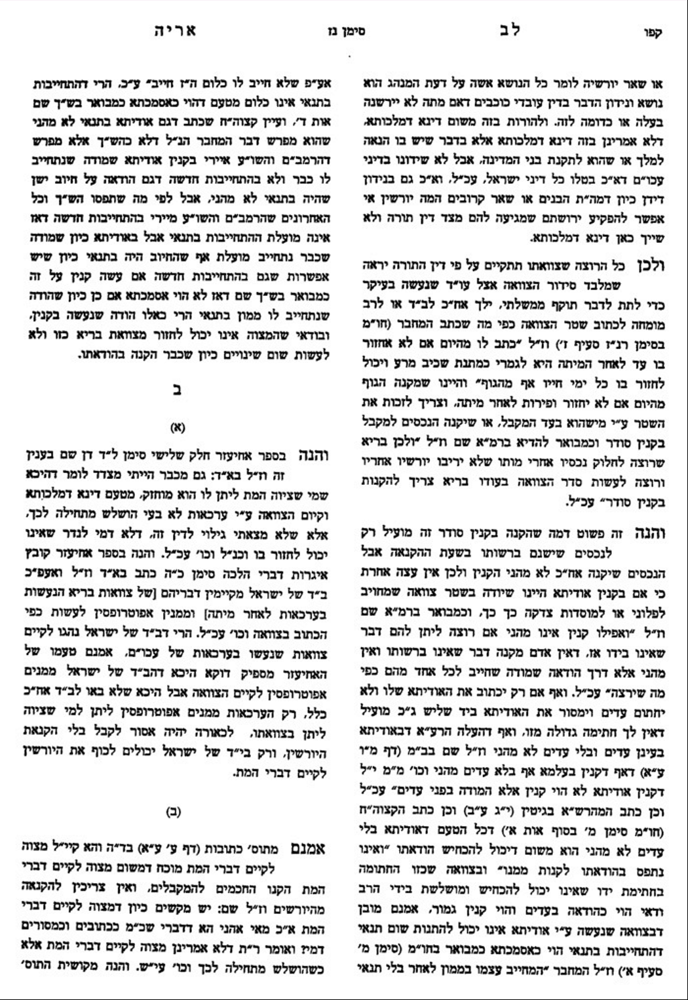 קפו לב סימן נז אריה
או שאר יורשיה לומר כל הנושא אשה על דעת המנהג הוא
נושא ונידון הדבר בדין עובדי כוכבים דאם מתה לא יירשנה
בעלה או כדומה לזה. ולהורות בזה משום דינא דמלכותא,
דלא אמרינן בזה דינא דמלכותא אלא בדבר שיש בו הנאה
למלך או שהוא לתקנת בני המדינה, אבל לא שידונו בדיני
עכו״ם דא״כ בטלו כל דיני ישראל, עכ״ל, וא״כ גם בנידון
דידן כיון דמה״ת הבנים או שאר קרובים המה יורשין אי
אפשר להפקיע ירושתם שמגיעה להם מצד דין תורה ולא
שייך כאן דינא דמלכותא.
ולכן כל הרוצה שצוואתו תתקיים על פי דין התורה יראה
שמלבד סידור הצוואה אצל עו״ד שנעשה בעיקר
כדי לתת לדבר תוקף ממשלתי, ילך אח״כ לב״ד או לרב
מומחה לכתוב שטר הצוואה כפי מה שכתב המחבר (חו״מ
בסימן רנ״ז סעיף ז׳) וז״ל ״כתב לו מהיום אם לא אחזור
בו עד לאחר המיתה היא לגמרי כמתנת שכיב מרע ויכול
לחזור בו כל ימי חייו אף מהגוף״ והיינו שמקנה הגוף
מהיום אם לא יחזור ופירות לאחר מיתה, וצריך לזכות את
השטר ע״י מישהוא בעד המקבל, או שיקנה הנכסים למקבל
בקנין סודר וכמבואר להדיא ברמ״א שם וז״ל ״ולכן בריא
שרוצה לחלוק נכסיו אחרי מותו שלא יריבו יורשיו אחריו
ורוצה לעשות סדר הצוואה בעודו בריא צריך להקנות
בקנין סודר״ עכ״ל.
והנה זה פשוט דמה שהקנה בקנין סודר זה מועיל רק
לנכסים שישנם ברשותו בשעת ההקנאה אבל
הנכסים שיקנה אח״כ לא מהני הקנין ולכן אין עצה אחרת
כי אם בקנין אודיתא היינו שיודה בשטר צוואה שמחויב
לפלוני או למוסדות צדקה כך כך, וכמבואר ברמ״א שם
וז״ל ״ואפילו קנין אינו מהני אם רוצה ליתן להם דבר
שאינו בידו אז, דאין אדם מקנה דבר שאינו ברשותו ואין
מהני אלא דרך הודאה שמודה שחייב לכל אחד מהם כפי
מה שירצה״ עכ״ל. ואף אם רק יכתוב את האודיתא שלו ולא
יחתום עדים וימסור את האודיתא ביד שליש ג״כ מועיל
דאין לך חתימה גדולה מזו, ואף דהעלה הרע״א דבאודיתא
בעינן עדים ובלי עדים לא מהני וז״ל שם בב״מ (דף מ״ו
ע״א) דאף דקנין בעלמא אף בלא עדים מהני וכו׳ מ״מ י״ל
דקנין אודיתא לא הוי קנין אלא המודה בפני עדים״ עכ״ל
וכן כתב המהרש״א בגיטין (י״ג ע״ב) וכן כתב הקצוה״ח
(חו״מ סימן מ׳ בסוף אות א׳) דכל הטעם דאודיתא בלי
עדים לא מהני הוא משום דיכול להכחיש הודאתו ״ואינו
נתפס בהודאתו לקנות ממנו״ ובצוואה שכזו החתומה
בחתימת ידו שאינו יכול להכחיש ומושלשת בידי הרב
ודאי הוי כהודאה בעדים והוי קנין גמור, אמנם מובן
דבצוואה שנעשה ע״י אודיתא אינו יכול להתנות שום תנאי
דהתחייבות בתנאי הוי כאסמכתא כמבואר בחו״מ (סימן מ׳
סעיף א׳) וז״ל המחבר ״המחייב עצמו בממון לאחר בלי תנאי
אע״פ שלא חייב לו כלום ה״ז חייב״ ע״כ, הרי דהתחייבות
בתנאי אינו כלום מטעם דהוי כאסמכתא כמבואר בש״ך שם
אות ד׳, ועיין קצוה״ח שכתב דגם אודיתא בתנאי לא מהני
שהוא מפרש דבר המחבר הנ״ל דלא כהש״ך אלא מפרש
דהרמב״ם והשו״ע איירי בקנין אודיתא שמודה שנתחייב
לו כבר ולא בהתחייבות חדשה דגם הודאה על חיוב ישן
שהיה בתנאי לא מהני, אבל לפי מה שתפסו הש״ך וכל
האחרונים שהרמב״ם והשו״ע מיירי בהתחייבות חדשה דאז
אינה מועלת ההתחייבות בתנאי אבל באודיתא כיון שמודה
שכבר נתחייב מועלת אף שהחיוב היה בתנאי כיון שיש
אפשרות שגם בהתחייבות חדשה אם עשה קנין על זה
כמבואר בש״ך שם דאז לא הוי אסמכתא אם כן כיון שהודה
שנתחייב לו ממון בתנאי הרי כאלו הודה שנעשה בקנין,
ובודאי שהמצוה אינו יכול לחזור מצוואת בריא כזו ולא
לעשות שום שינויים כיון שכבר הקנה בהודאתו.
ב
(א)
והנה בספר אחיעזר חלק שלישי סימן ל״ד דן שם בענין
זה וז״ל בא״ד: גם מכבר הייתי מצדד לומר דהיכא
שמי שציוה המת ליתן לו הוא מוחזק, מטעם דינא דמלכותא
וקיום הצוואה ע״י ערכאות לא בעי הושלש מתחילה לכך,
אלא שלא מצאתי גילוי לדין זה, דלא דמי לנדר שאינו
יכול לחזור בו וכנ״ל וכו׳ עכ״ל. והנה בספר אחיעזר קובץ
איגרות דברי הלכה סימן כ״ה כתב בא״ד וז״ל ואעפ״כ
ב״ד של ישראל מקיימין דבריהם [של צוואות בריא הנעשות
בערכאות לאחר מיתה] וממנין אפוטרופסין לעשות כפי
הכתוב בצוואה וכו׳ עכ״ל. הרי דב״ד של ישראל נהגו לקיים
צוואות שנעשו בערכאות של עכו״ם, אמנם טעמו של
האחיעזר מספיק דוקא היכא דהב״ד של ישראל ממנים
אפוטרופסין לקיים הצוואה אבל היכא שלא באו לב״ד אח״כ
כלל, רק הערכאות ממנים אפוטרופסין ליתן למי שציוה
ליתן בצוואתו, לכאורה יהיה אסור לקבל בלי הקנאת
היורשין, ורק בי״ד של ישראל יכולים לכוף את היורשין
לקיים דברי המת.
(ב)
אמנם מתוס׳ כתובות (דף ע׳ ע״א) בד״ה והא קיי״ל מצוה
לקיים דברי המת מוכח דמשום מצוה לקיים דברי
המת הקנו החכמים להמקבלים, ואין צריכין להקנאה
מהיורשים וז״ל שם: יש מקשים כיון דמצוה לקיים דברי
המת א״כ מאי אהני הא דדברי שכ״מ ככתובים וכמסורים
דמי? ואומר ר״ת דלא אמרינן מצוה לקיים דברי המת אלא
כשהושלש מתחילה לכך וכו׳ עי״ש. והנה מקושית התוס׳